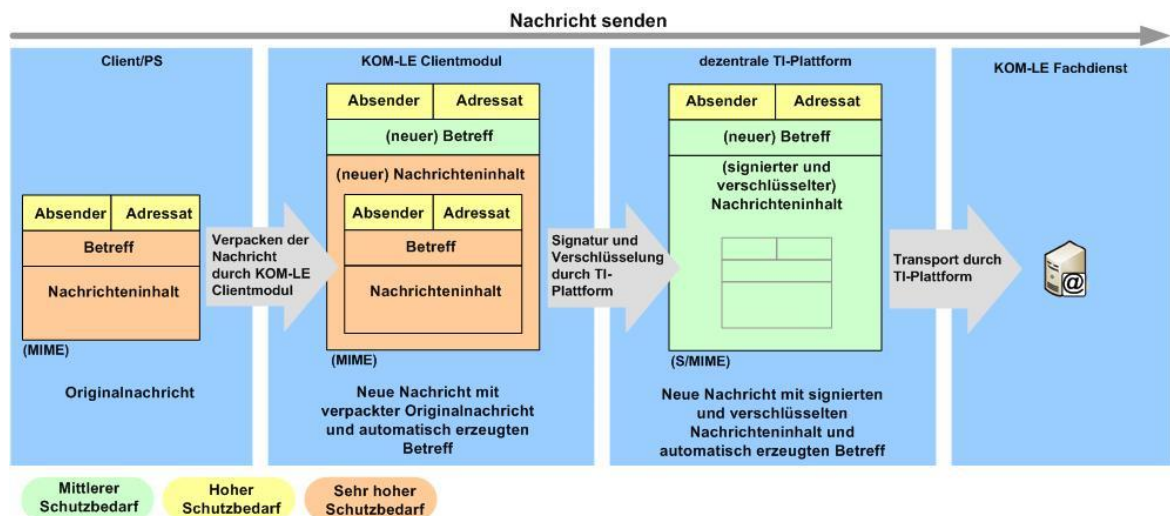 Nachricht senden
Client/PS
Absender
Adressat
Betreff
Nachrichteninhalt
(MIME)
Originalnachricht
Verpacken der
Nachricht
durch KOM-LE
Clientmodul
KOM-LE Clientmodul
Absender
Adressat
(neuer) Betreff
(neuer) Nachrichteninhalt
Absender
Adressat
Betreff
Nachrichteninhalt
(MIME)
Neue Nachricht mit
verpackter Originalnachricht
und automatisch erzeugten
Betreff
Signatur und
Verschlüsselung
durch TI-
Plattform
dezentrale TI-Plattform
Absender
Adressat
(neuer) Betreff
(signierter und
verschlüsselter)
Nachrichteninhalt
(S/MIME)
Neue Nachricht mit signierten
und verschlüsselten
Nachrichteninhalt und
automatisch erzeugten Betreff
Transport durch
TI-Plattform
KOM-LE Fachdienst
@
Mittlerer
Schutzbedarf
Hoher
Schutzbedarf
Sehr hoher
Schutzbedarf